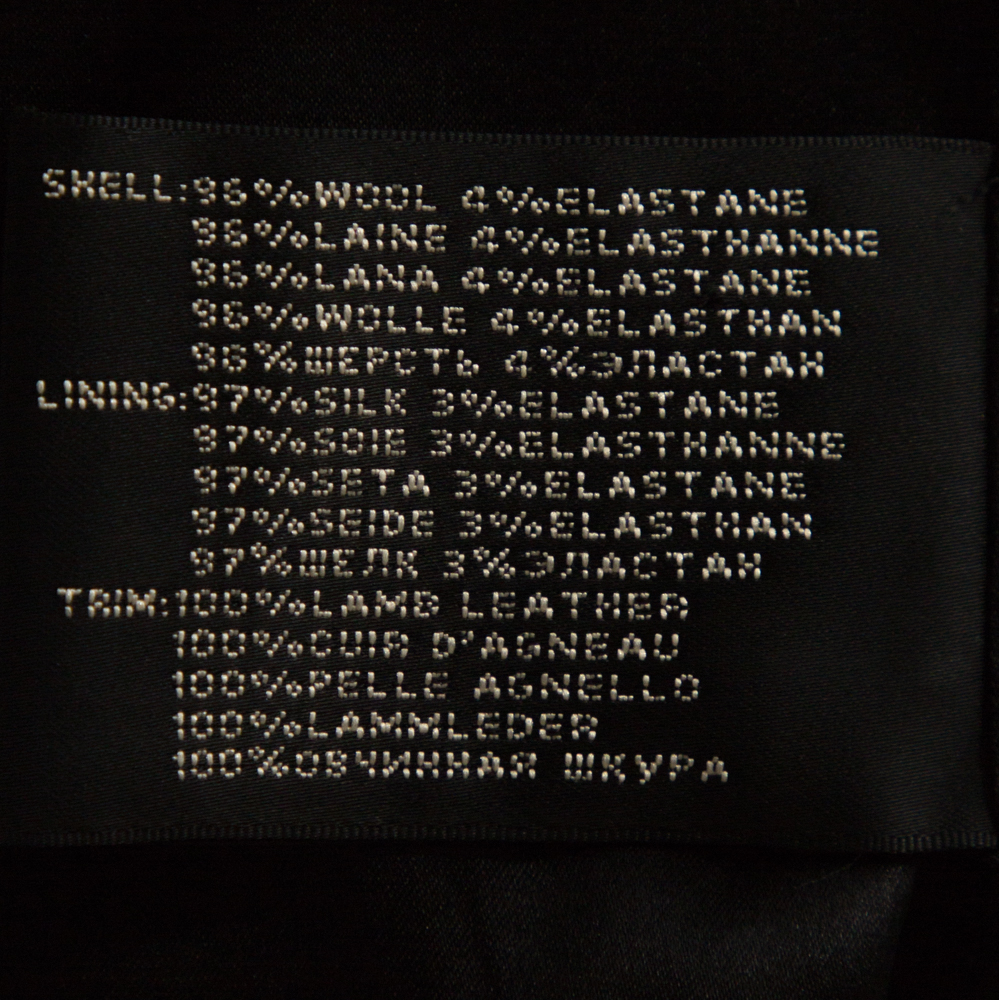 SHELL:96%WOOL 4%ELASTANE
96%LAINE 4%ELASTHANNE
96%LANA 4%ELASTANE
96%WOLLE 4%ELASTHAN
96%ШЕРСТЬ 4%ЭЛАСТАН
LINING:97%SILK 3%ELASTANE
97%SOIE 3%ELASTHANNE
97%SETA 3%ELASTANE
97%SEIDE 3%ELASTHAN
97%ШЕЛК 3%ЭЛАСТАН
TRIM:100%LAMB LEATHER
100%CUIR D'AGNEAU
100%PELLE AGNELLO
100%LAMMLEDER
100%ОВЧИННАЯ ШКУРА